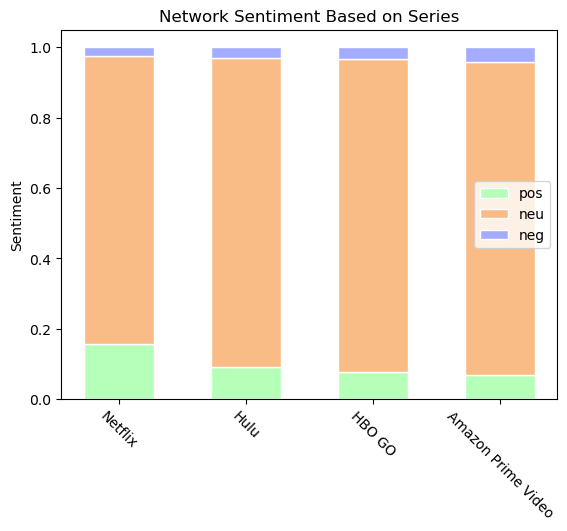 Network Sentiment Based on Series
Sentiment
1.0
0.8
0.6
0.4
0.2
0.0
pos
neu
neg
Netflix
Hulu
HBO GO
Amazon Prime Video